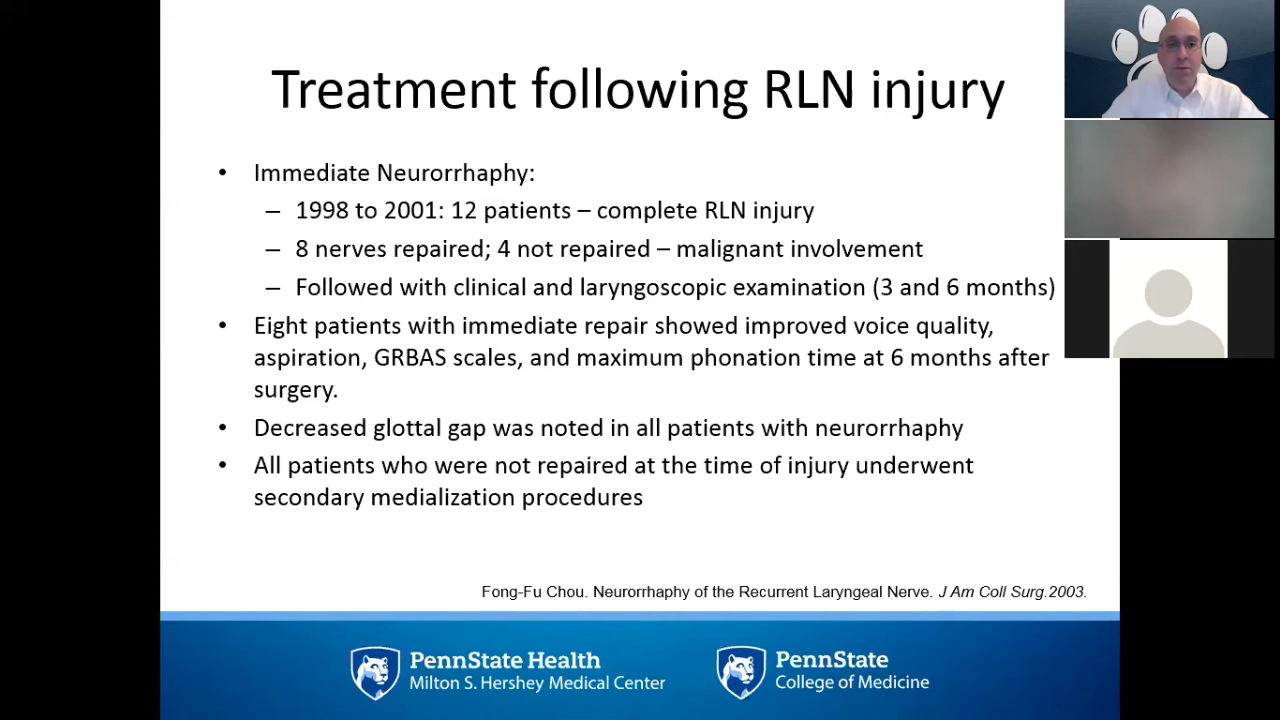 Treatment following RLN injury
• Immediate Neurorrhaphy:
– 1998 to 2001: 12 patients – complete RLN injury
– 8 nerves repaired; 4 not repaired – malignant involvement
– Followed with clinical and laryngoscopic examination (3 and 6 months)
• Eight patients with immediate repair showed improved voice quality,
aspiration, GRBAS scales, and maximum phonation time at 6 months after
surgery.
• Decreased glottal gap was noted in all patients with neurorrhaphy
• All patients who were not repaired at the time of injury underwent
secondary medialization procedures
Fong-Fu Chou. Neurorrhaphy of the Recurrent Laryngeal Nerve. J Am Coll Surg.2003.
PennState Health
Milton S. Hershey Medical Center
PennState
College of Medicine